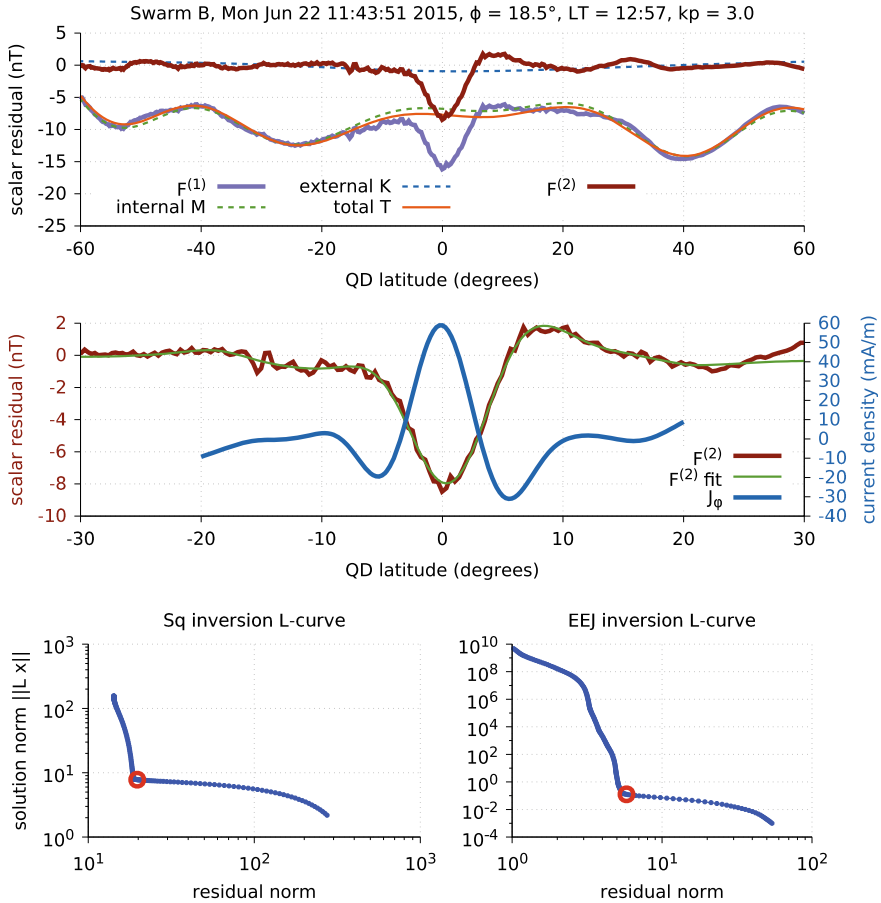 Swarm B, Mon Jun 22 11:43:51 2015, ϕ = 18.5°, LT = 12:57, kp = 3.0
scalar residual (nT)
5
0
-5
-10
-15
-20
-25
F(1)
internal M
external K
total T
F(2)
-60 -40 -20 0 20 40 60
QD latitude (degrees)
scalar residual (nT)
2
0
-2
-4
-6
-8
-10
60
50
40
30
20
10
0
-10
-20
-30
-40
current density (mA/m)
F(2)
F(2) fit
Jφ
-30 -20 -10 0 10 20 30
QD latitude (degrees)
Sq inversion L-curve
solution norm ||L x||
10³
10²
10¹
10⁰
10¹ 10² 10³
residual norm
EEJ inversion L-curve
10¹⁰
10⁸
10⁶
10⁴
10²
10⁰
10⁻²
10⁻⁴
10⁰ 10¹ 10²
residual norm